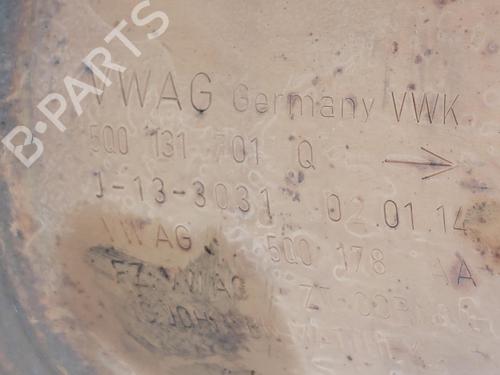 B-PARTS
VWAG Germany VWK
5Q0 131 701 Q
J-13-3031 02.01.14
VWAG 5Q0 178 AA